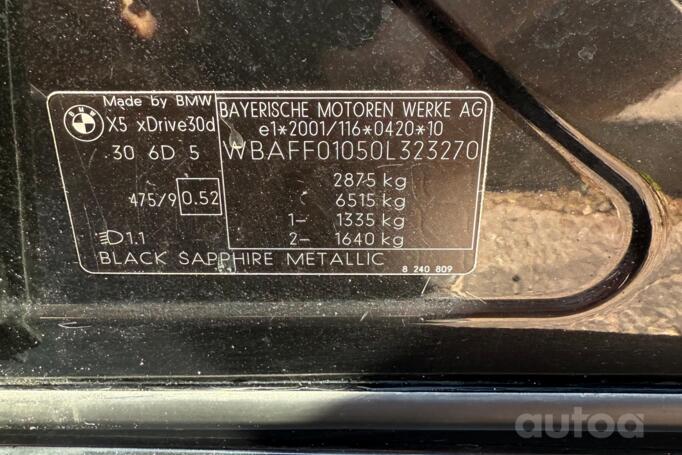 BMW
Made by BMW
X5 xDrive30d
30 6D 5
475/9 0.52
1.1
BAYERISCHE MOTOREN WERKE AG
e1*2001/116*0420*10
WBAFF01050L323270
2875 kg
6515 kg
1- 1335 kg
2- 1640 kg
BLACK SAPPHIRE METALLIC
8 240 809
autoa